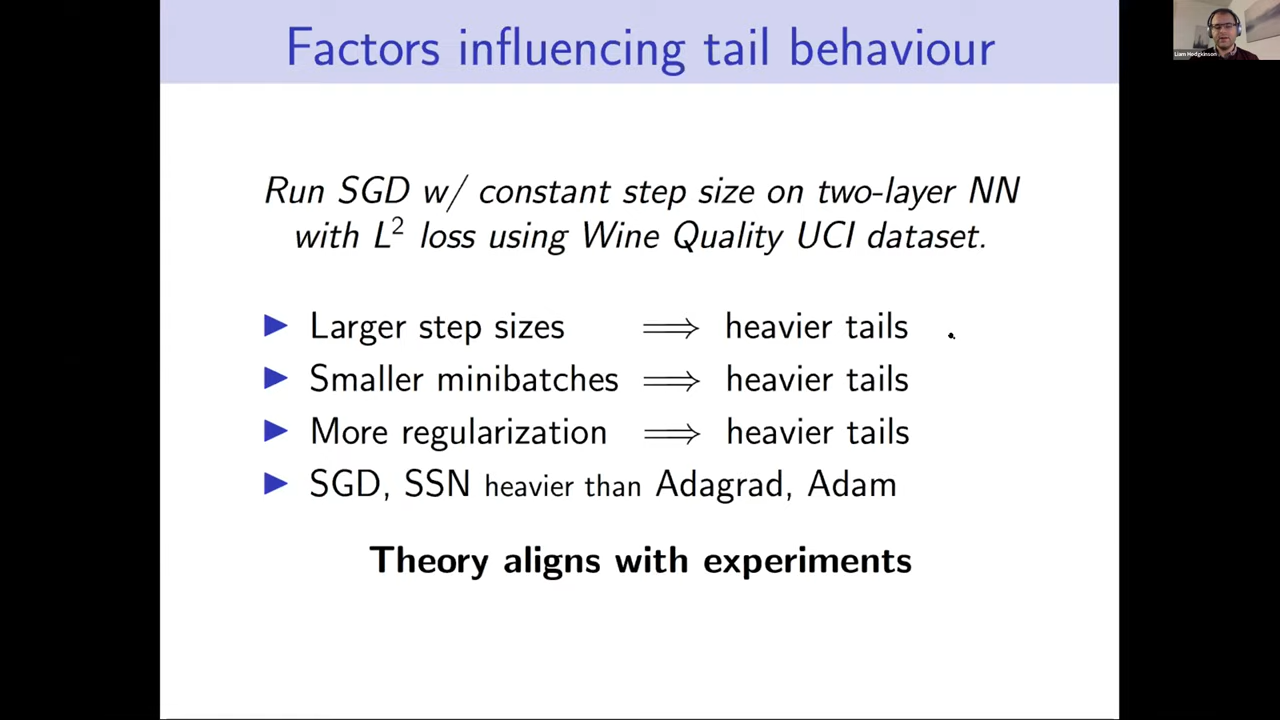 Factors influencing tail behaviour
Liam Hodgkinson
Run SGD w/ constant step size on two-layer NN
with L² loss using Wine Quality UCI dataset.
▶ Larger step sizes ⟹ heavier tails
▶ Smaller minibatches ⟹ heavier tails
▶ More regularization ⟹ heavier tails
▶ SGD, SSN heavier than Adagrad, Adam
Theory aligns with experiments